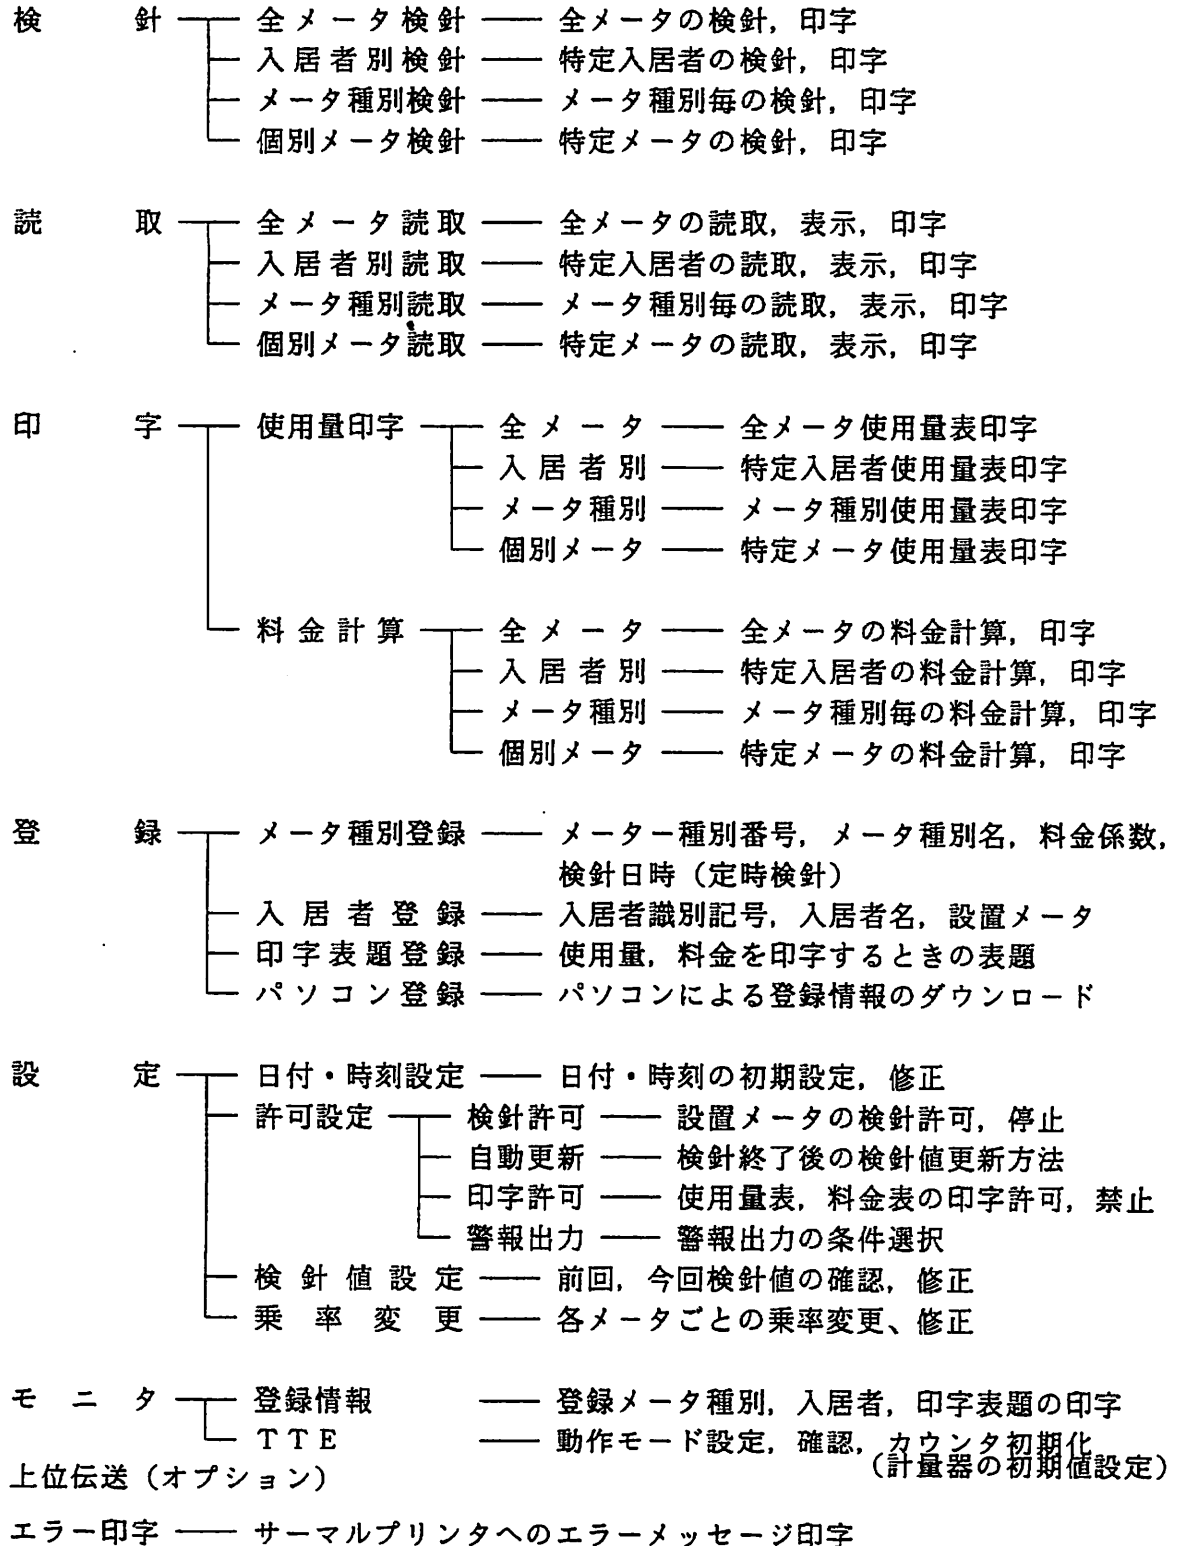 検針 全メータ検針 全メータの検針，印字
入居者別検針 特定入居者の検針，印字
メータ種別検針 メータ種別毎の検針，印字
個別メータ検針 特定メータの検針，印字
読取 全メータ読取 全メータの読取，表示，印字
入居者別読取 特定入居者の読取，表示，印字
メータ種別読取 メータ種別毎の読取，表示，印字
個別メータ読取 特定メータの読取，表示，印字
印字 使用量印字 全メータ 全メータ使用量表印字
入居者別 特定入居者使用量表印字
メータ種別 メータ種別使用量表印字
個別メータ 特定メータ使用量表印字
料金計算 全メータ 全メータの料金計算，印字
入居者別 特定入居者の料金計算，印字
メータ種別 メータ種別毎の料金計算，印字
個別メータ 特定メータの料金計算，印字
登録 メータ種別登録 メーター種別番号，メータ種別名，料金係数，
検針日時（定時検針）
入居者登録 入居者識別記号，入居者名，設置メータ
印字表題登録 使用量，料金を印字するときの表題
パソコン登録 パソコンによる登録情報のダウンロード
設定 日付・時刻設定 日付・時刻の初期設定，修正
許可設定 検針許可 設置メータの検針許可，停止
自動更新 検針終了後の検針値更新方法
印字許可 使用量表，料金表の印字許可，禁止
警報出力 警報出力の条件選択
検針値設定 前回，今回検針値の確認，修正
乗率変更 各メータごとの乗率変更、修正
モニタ 登録情報 登録メータ種別，入居者，印字表題の印字
ＴＴＥ 動作モード設定，確認，カウンタ初期化
（計量器の初期値設定）
上位伝送（オプション）
エラー印字 サーマルプリンタへのエラーメッセージ印字